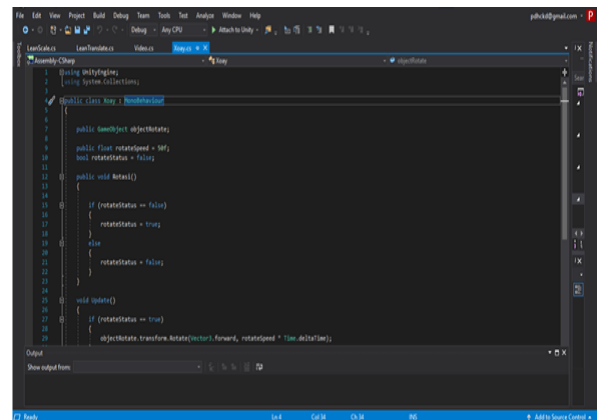 File Edit View Project Build Debug Team Tools Test Analyze Window Help
pdhckd@gmail.com P
Debug Any CPU Attach to Unity
LeanScale.cs LeanTranslate.cs Video.cs Xoay.cs
Toolbox
Notifications
Assembly-CSharp Xoay objectRotate
Sear
1 using UnityEngine;
2 using System.Collections;
3
4 public class Xoay : MonoBehaviour
5 {
6
7 public GameObject objectRotate;
8
9 public float rotateSpeed = 50f;
10 bool rotateStatus = false;
11
12 public void Rotasi()
13 {
14
15 if (rotateStatus == false)
16 {
17 rotateStatus = true;
18 }
19 else
20 {
21 rotateStatus = false;
22 }
23 }
24
25 void Update()
26 {
27 if (rotateStatus == true)
28 {
29 objectRotate.transform.Rotate(Vector3.forward, rotateSpeed * Time.deltaTime);
Output
Show output from:
Ready Ln 4 Col 34 Ch 34 INS Add to Source Control